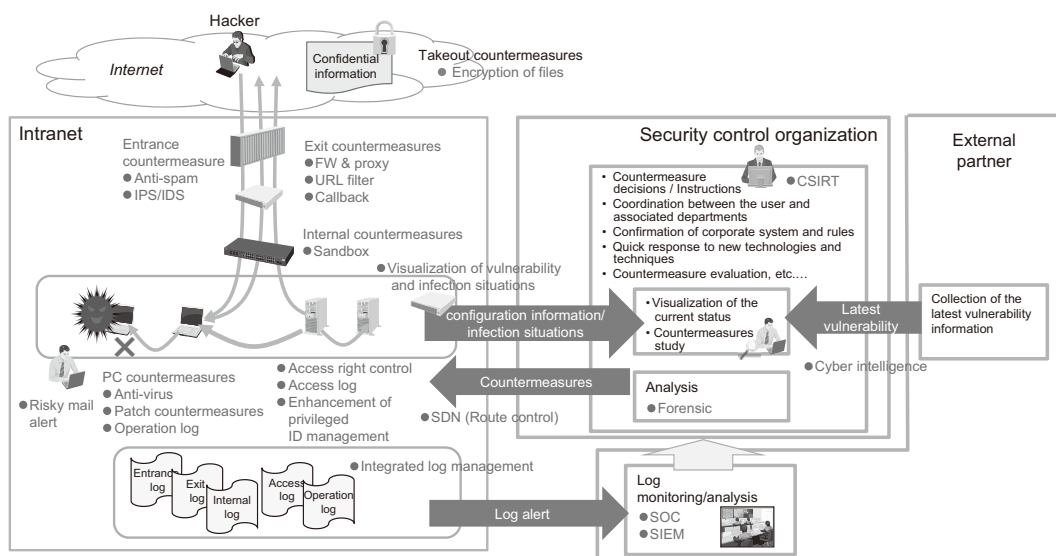 Hacker
Internet
Confidential
information
Takeout countermeasures
● Encryption of files
Intranet
Entrance
countermeasure
● Anti-spam
● IPS/IDS
Exit countermeasures
● FW & proxy
● URL filter
● Callback
Internal countermeasures
● Sandbox
● Visualization of vulnerability
and infection situations
configuration information/
infection situations
● Risky mail
alert
PC countermeasures
● Anti-virus
● Patch countermeasures
● Operation log
● Access right control
● Access log
● Enhancement of
privileged
ID management
Countermeasures
● SDN (Route control)
● Integrated log management
Entrance
log
Exit
log
Internal
log
Access
log
Operation
log
Log alert
Security control organization
● CSIRT
• Countermeasure
decisions / Instructions
• Coordination between the user and
associated departments
• Confirmation of corporate system and rules
• Quick response to new technologies and
techniques
• Countermeasure evaluation, etc.…
• Visualization of the
current status
• Countermeasures
study
Analysis
● Forensic
External
partner
Latest
vulnerability
Collection of the
latest vulnerability
information
● Cyber intelligence
Log
monitoring/analysis
● SOC
● SIEM